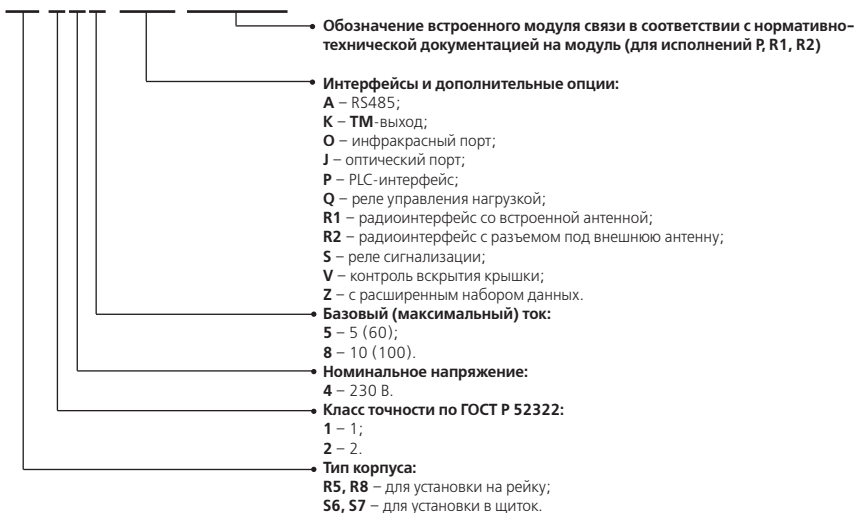 Обозначение встроенного модуля связи в соответствии с нормативно-
технической документацией на модуль (для исполнений P, R1, R2)
Интерфейсы и дополнительные опции:
A – RS485;
K – ТМ-выход;
O – инфракрасный порт;
J – оптический порт;
P – PLC-интерфейс;
Q – реле управления нагрузкой;
R1 – радиоинтерфейс со встроенной антенной;
R2 – радиоинтерфейс с разъемом под внешнюю антенну;
S – реле сигнализации;
V – контроль вскрытия крышки;
Z – с расширенным набором данных.
Базовый (максимальный) ток:
5 – 5 (60);
8 – 10 (100).
Номинальное напряжение:
4 – 230 В.
Класс точности по ГОСТ Р 52322:
1 – 1;
2 – 2.
Тип корпуса:
R5, R8 – для установки на рейку;
S6, S7 – для установки в щиток.